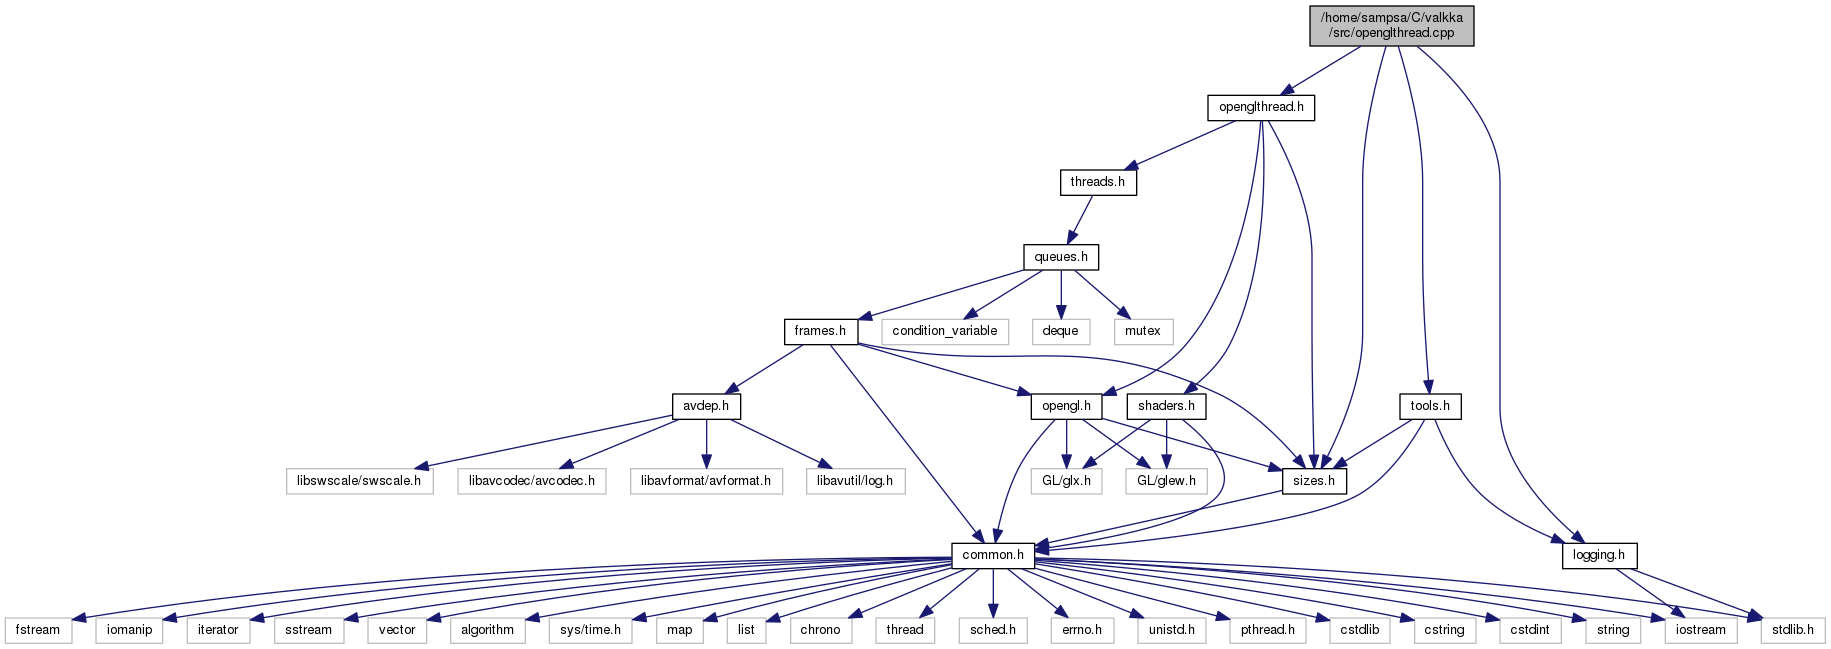 /home/sampsa/C/valkka
/src/openglthread.cpp
openglthread.h
threads.h
queues.h
frames.h
condition_variable
deque
mutex
avdep.h
opengl.h
shaders.h
tools.h
libswscale/swscale.h
libavcodec/avcodec.h
libavformat/avformat.h
libavutil/log.h
GL/glx.h
GL/glew.h
sizes.h
common.h
logging.h
fstream
iomanip
iterator
sstream
vector
algorithm
sys/time.h
map
list
chrono
thread
sched.h
errno.h
unistd.h
pthread.h
cstdlib
cstring
cstdint
string
iostream
stdlib.h